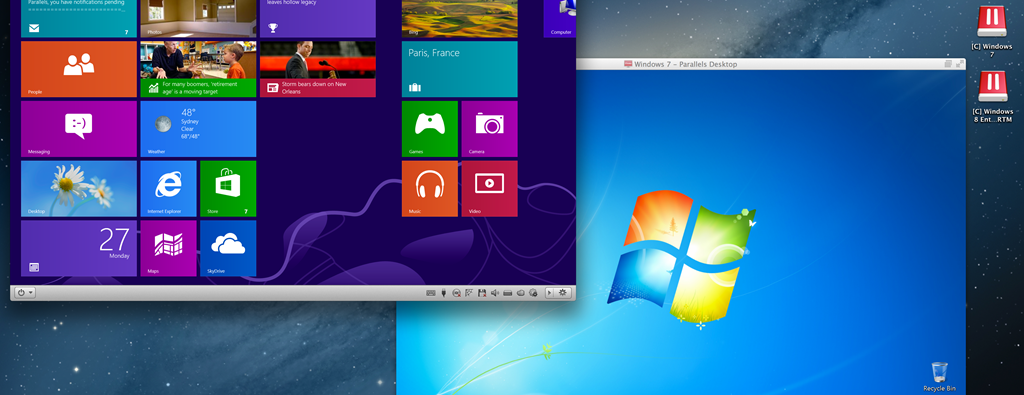 Parallels, you have notifications pending
==============================...
7
Photos
leaves hollow legacy
Bing
Computer
[C] Windows
7
[C] Windows
8 Ent...RTM
People
For many boomers, 'retirement
age' is a moving target
Storm bears down on New
Orleans
Paris, France
Windows 7 – Parallels Desktop
Messaging
:-)
48°
Sydney
Clear
68°/48°
Weather
Games
Camera
Desktop
Internet Explorer
Store
7
Music
Video
27
Monday
Maps
SkyDrive
Recycle Bin